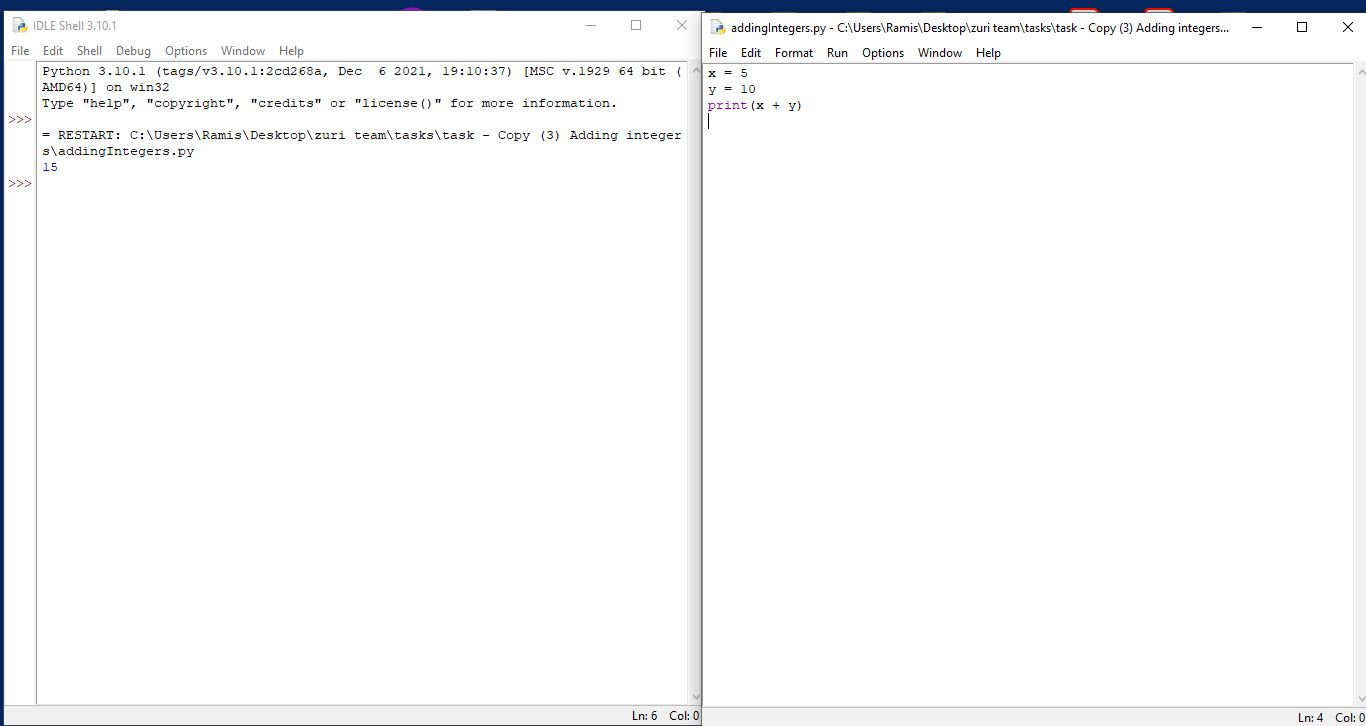 IDLE Shell 3.10.1
File Edit Shell Debug Options Window Help
Python 3.10.1 (tags/v3.10.1:2cd268a, Dec  6 2021, 19:10:37) [MSC v.1929 64 bit (
AMD64)] on win32
Type "help", "copyright", "credits" or "license()" for more information.
>>>
= RESTART: C:\Users\Ramis\Desktop\zuri team\tasks\task - Copy (3) Adding integer
s\addingIntegers.py
15
>>>
Ln: 6 Col: 0
addingIntegers.py - C:\Users\Ramis\Desktop\zuri team\tasks\task - Copy (3) Adding integers...
File Edit Format Run Options Window Help
x = 5
y = 10
print(x + y)
Ln: 4 Col: 0